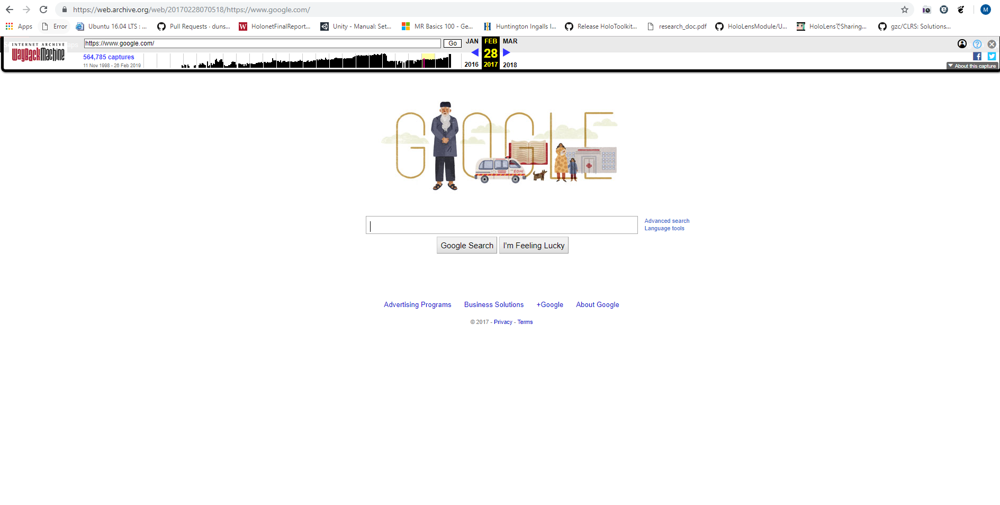 https://web.archive.org/web/20170228070518/https://www.google.com/
M
Apps Error Ubuntu 16.04 LTS : ... Pull Requests · duns... HolonetFinalReport... Unity - Manual: Set... MR Basics 100 - Ge... Huntington Ingalls I... Release HoloToolkit... research_doc.pdf HoloLensModule/U... HoloLensでSharing... gzc/CLRS: Solutions...
INTERNET ARCHIVE
WayBackMachine
https://www.google.com/ Go
JAN FEB MAR
564,785 captures
28
11 Nov 1998 - 26 Feb 2019
2016 2017 2018
About this capture
GOOGLE
EDHI
Advanced search
Language tools
Google Search I'm Feeling Lucky
Advertising Programs Business Solutions +Google About Google
© 2017 - Privacy - Terms